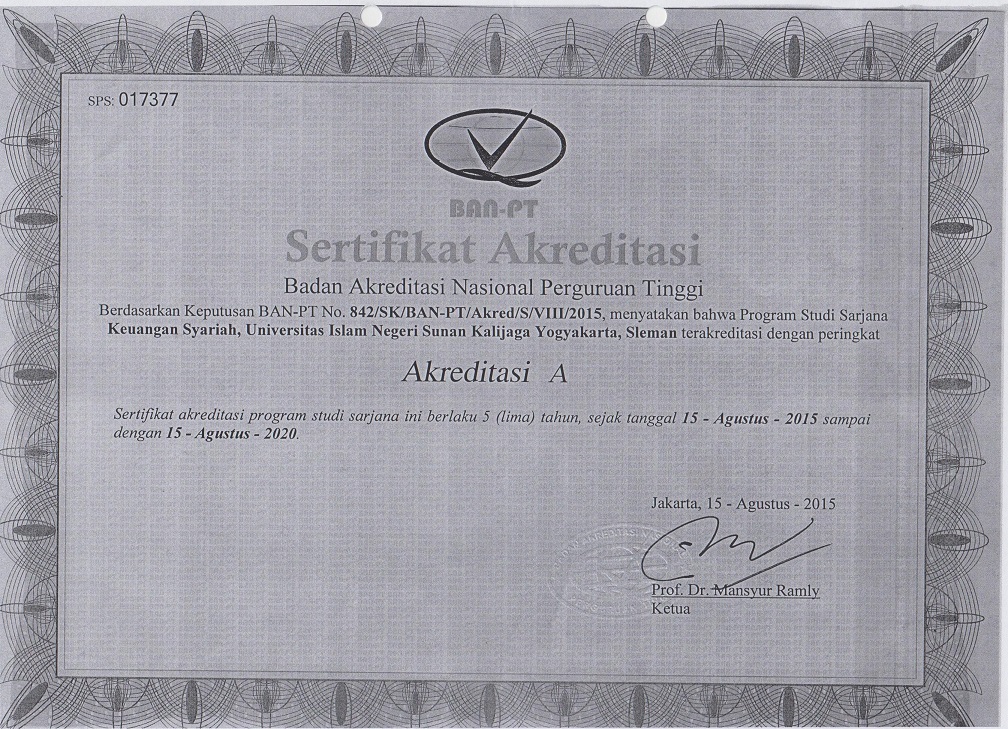 SPS: 017377
BAN-PT
Sertifikat Akreditasi
Badan Akreditasi Nasional Perguruan Tinggi
Berdasarkan Keputusan BAN-PT No. 842/SK/BAN-PT/Akred/S/VIII/2015, menyatakan bahwa Program Studi Sarjana
Keuangan Syariah, Universitas Islam Negeri Sunan Kalijaga Yogyakarta, Sleman terakreditasi dengan peringkat
Akreditasi A
Sertifikat akreditasi program studi sarjana ini berlaku 5 (lima) tahun, sejak tanggal 15 - Agustus - 2015 sampai
dengan 15 - Agustus - 2020.
Jakarta, 15 - Agustus - 2015
Prof. Dr. Mansyur Ramly
Ketua